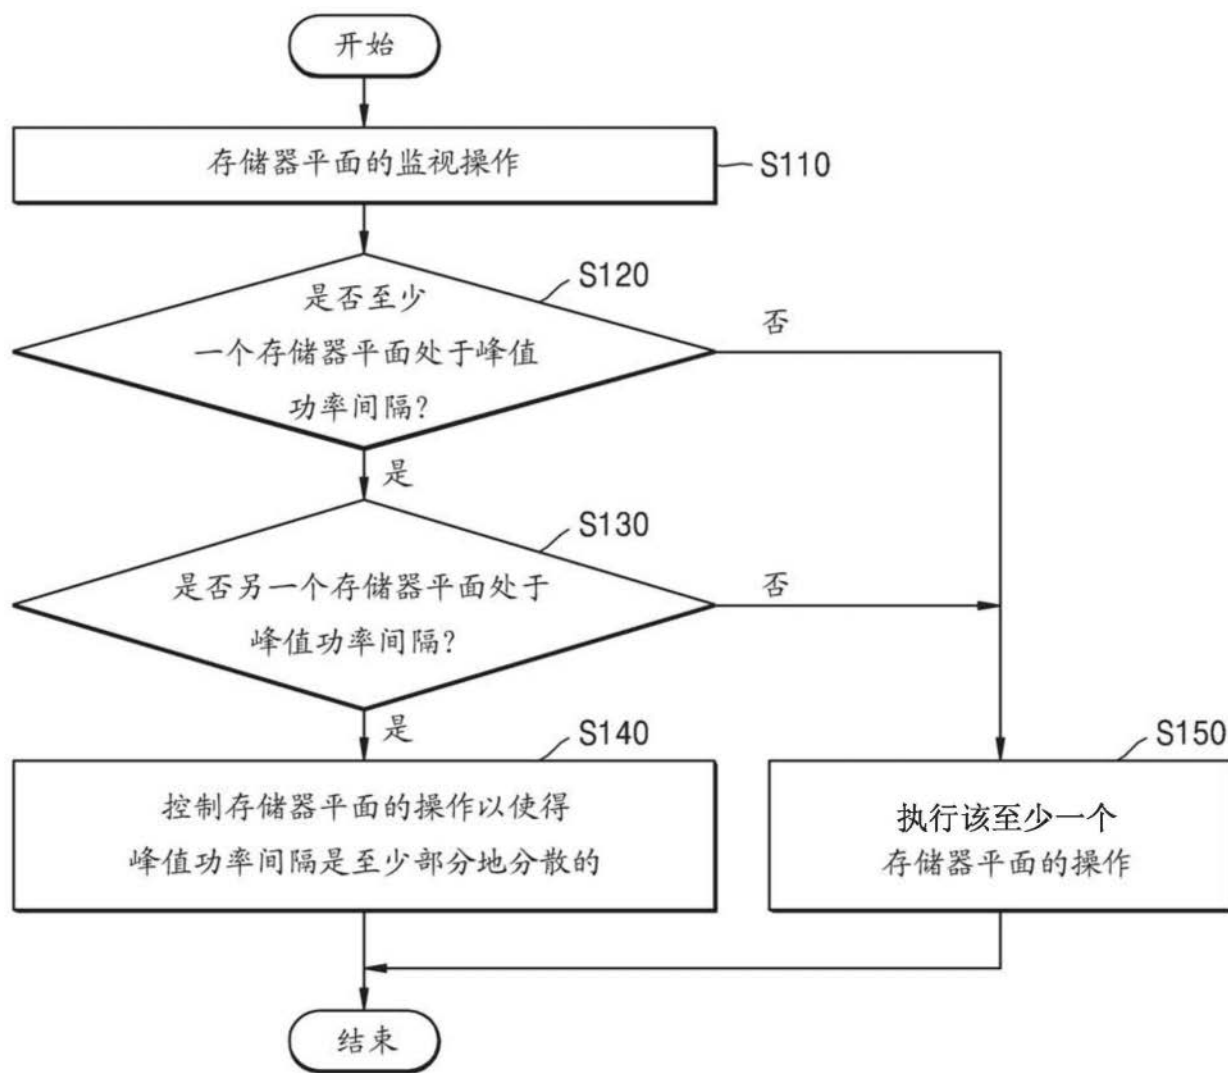 开始
存储器平面的监视操作
S110
S120
是否至少
一个存储器平面处于峰值
功率间隔?
否
是
S130
是否另一个存储器平面处于
峰值功率间隔?
否
是
S140
控制存储器平面的操作以使得
峰值功率间隔是至少部分地分散的
S150
执行该至少一个
存储器平面的操作
结束